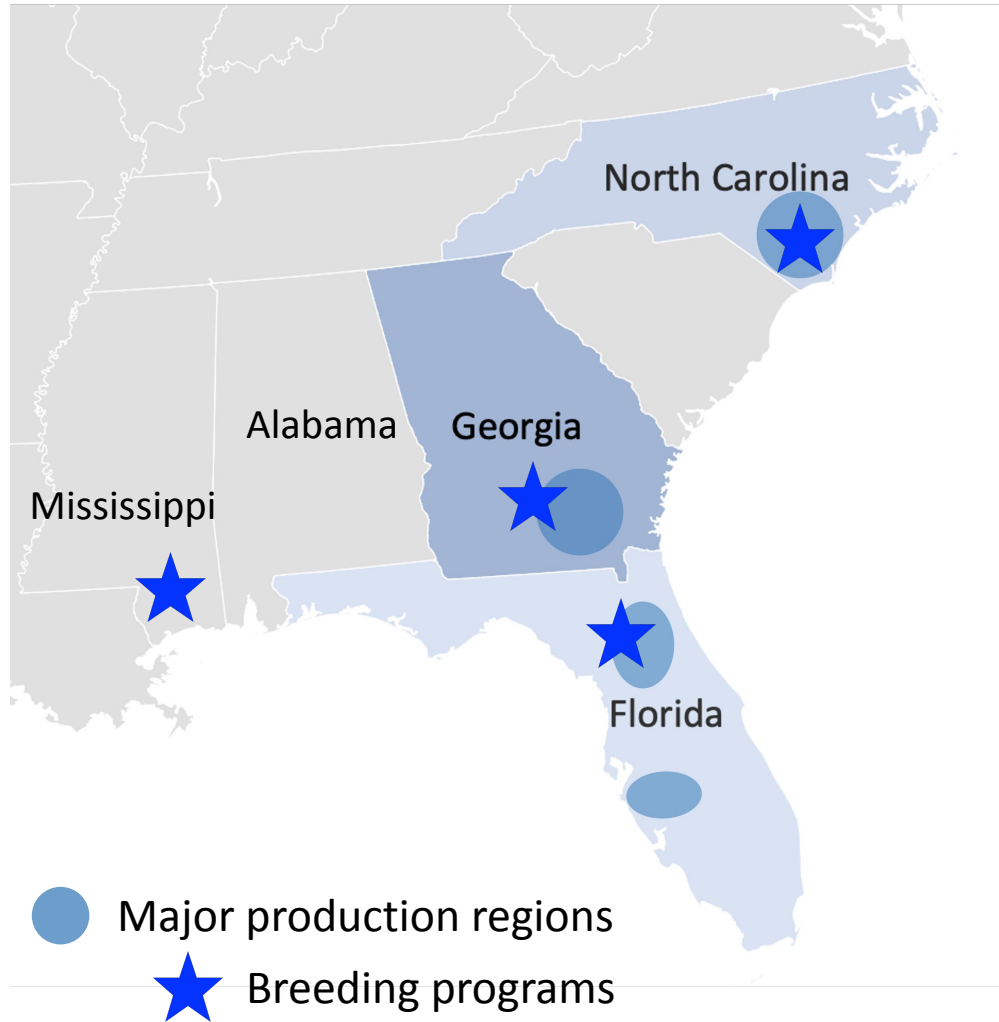 North Carolina
Alabama
Georgia
Mississippi
Florida
Major production regions
Breeding programs